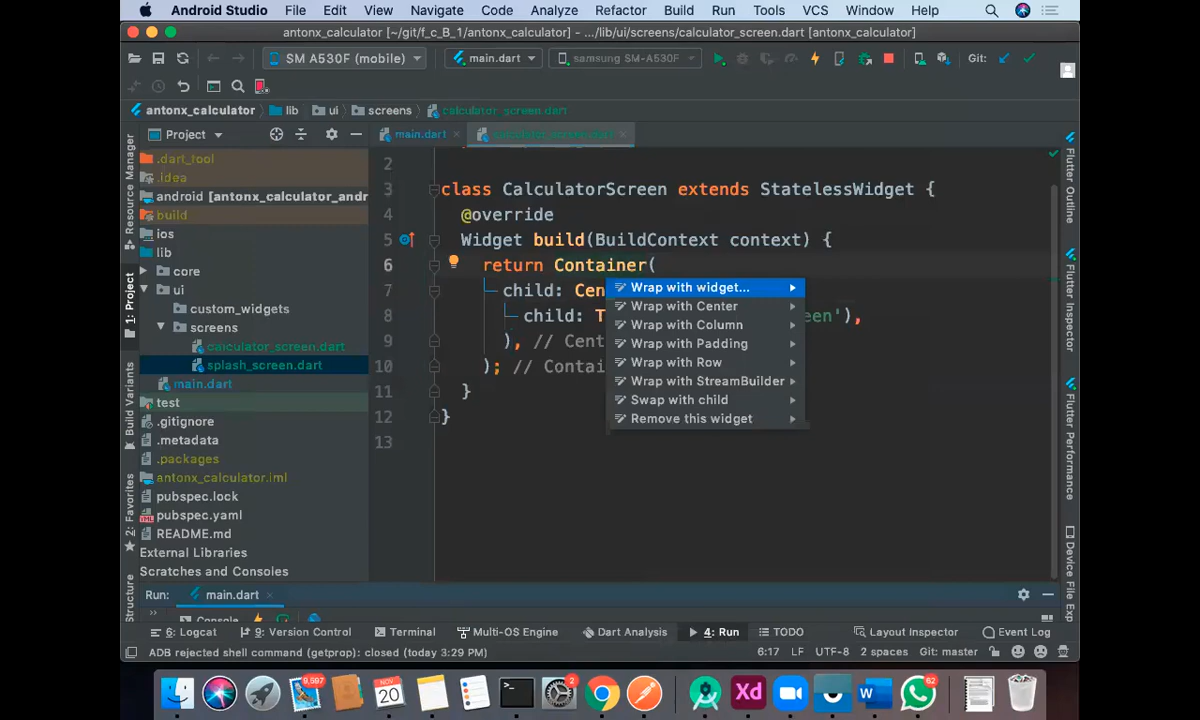 Android Studio File Edit View Navigate Code Analyze Refactor Build Run Tools VCS Window Help
antonx_calculator [~/git/f_c_B_1/antonx_calculator] - .../lib/ui/screens/calculator_screen.dart [antonx_calculator]
SM A530F (mobile) main.dart samsung SM-A530F Git:
antonx_calculator lib ui screens calculator_screen.dart
Project main.dart
Resource Manager
1: Project
Build Variants
2: Favorites
Structure
.dart_tool
.idea
android [antonx_calculator_andr
build
ios
lib
core
ui
custom_widgets
screens
calculator_screen.dart
splash_screen.dart
main.dart
test
.gitignore
.metadata
.packages
antonx_calculator.iml
pubspec.lock
pubspec.yaml
README.md
External Libraries
Scratches and Consoles
2
3 class CalculatorScreen extends StatelessWidget {
4 @override
5 Widget build(BuildContext context) {
6 return Container(
7 child: Cen
8 child: T een'),
9 ), // Cent
10 ); // Contai
11 }
12 }
13
Wrap with widget...
Wrap with Center
Wrap with Column
Wrap with Padding
Wrap with Row
Wrap with StreamBuilder
Swap with child
Remove this widget
Flutter Outline
Flutter Inspector
Flutter Performance
Device File Exp
Run: main.dart
Console
6: Logcat 9: Version Control Terminal Multi-OS Engine Dart Analysis 4: Run TODO Layout Inspector Event Log
ADB rejected shell command (getprop): closed (today 3:29 PM) 6:17 LF UTF-8 2 spaces Git: master
9,597 NOV 20 2 Xd W 62